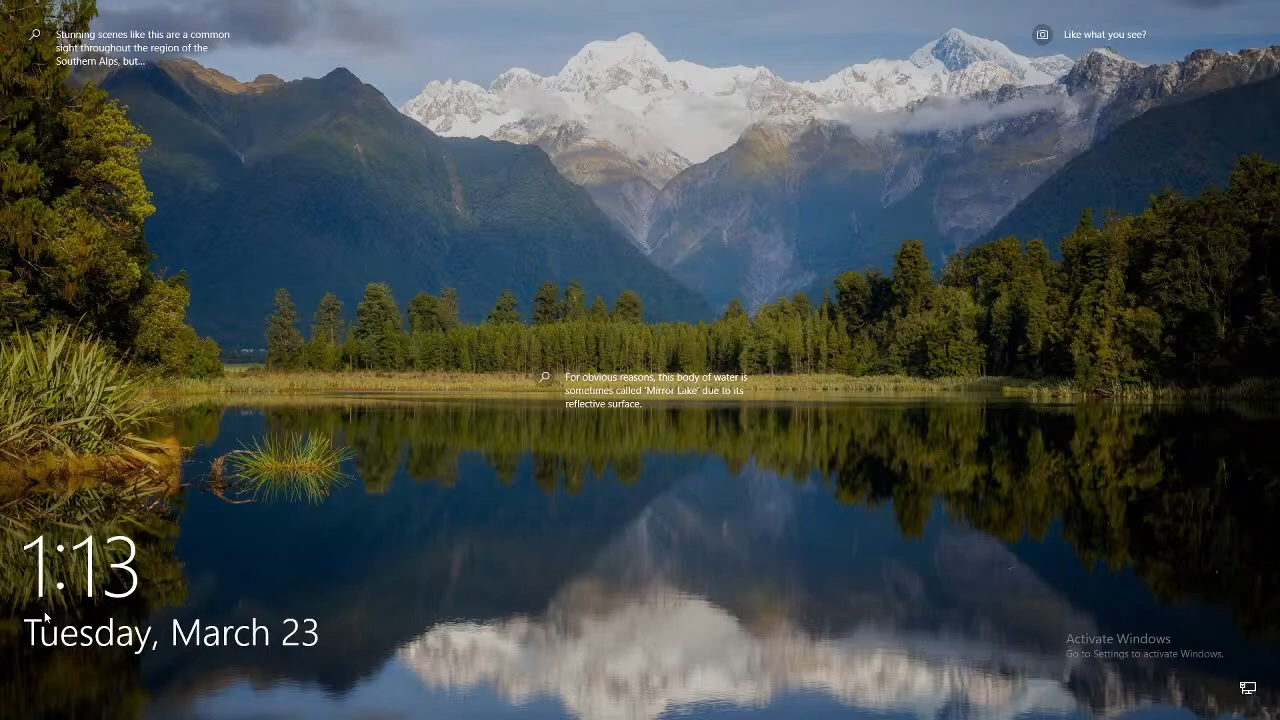 Stunning scenes like this are a common
sight throughout the region of the
Southern Alps, but...
Like what you see?
For obvious reasons, this body of water is
sometimes called 'Mirror Lake' due to its
reflective surface.
1:13
Tuesday, March 23
Activate Windows
Go to Settings to activate Windows.